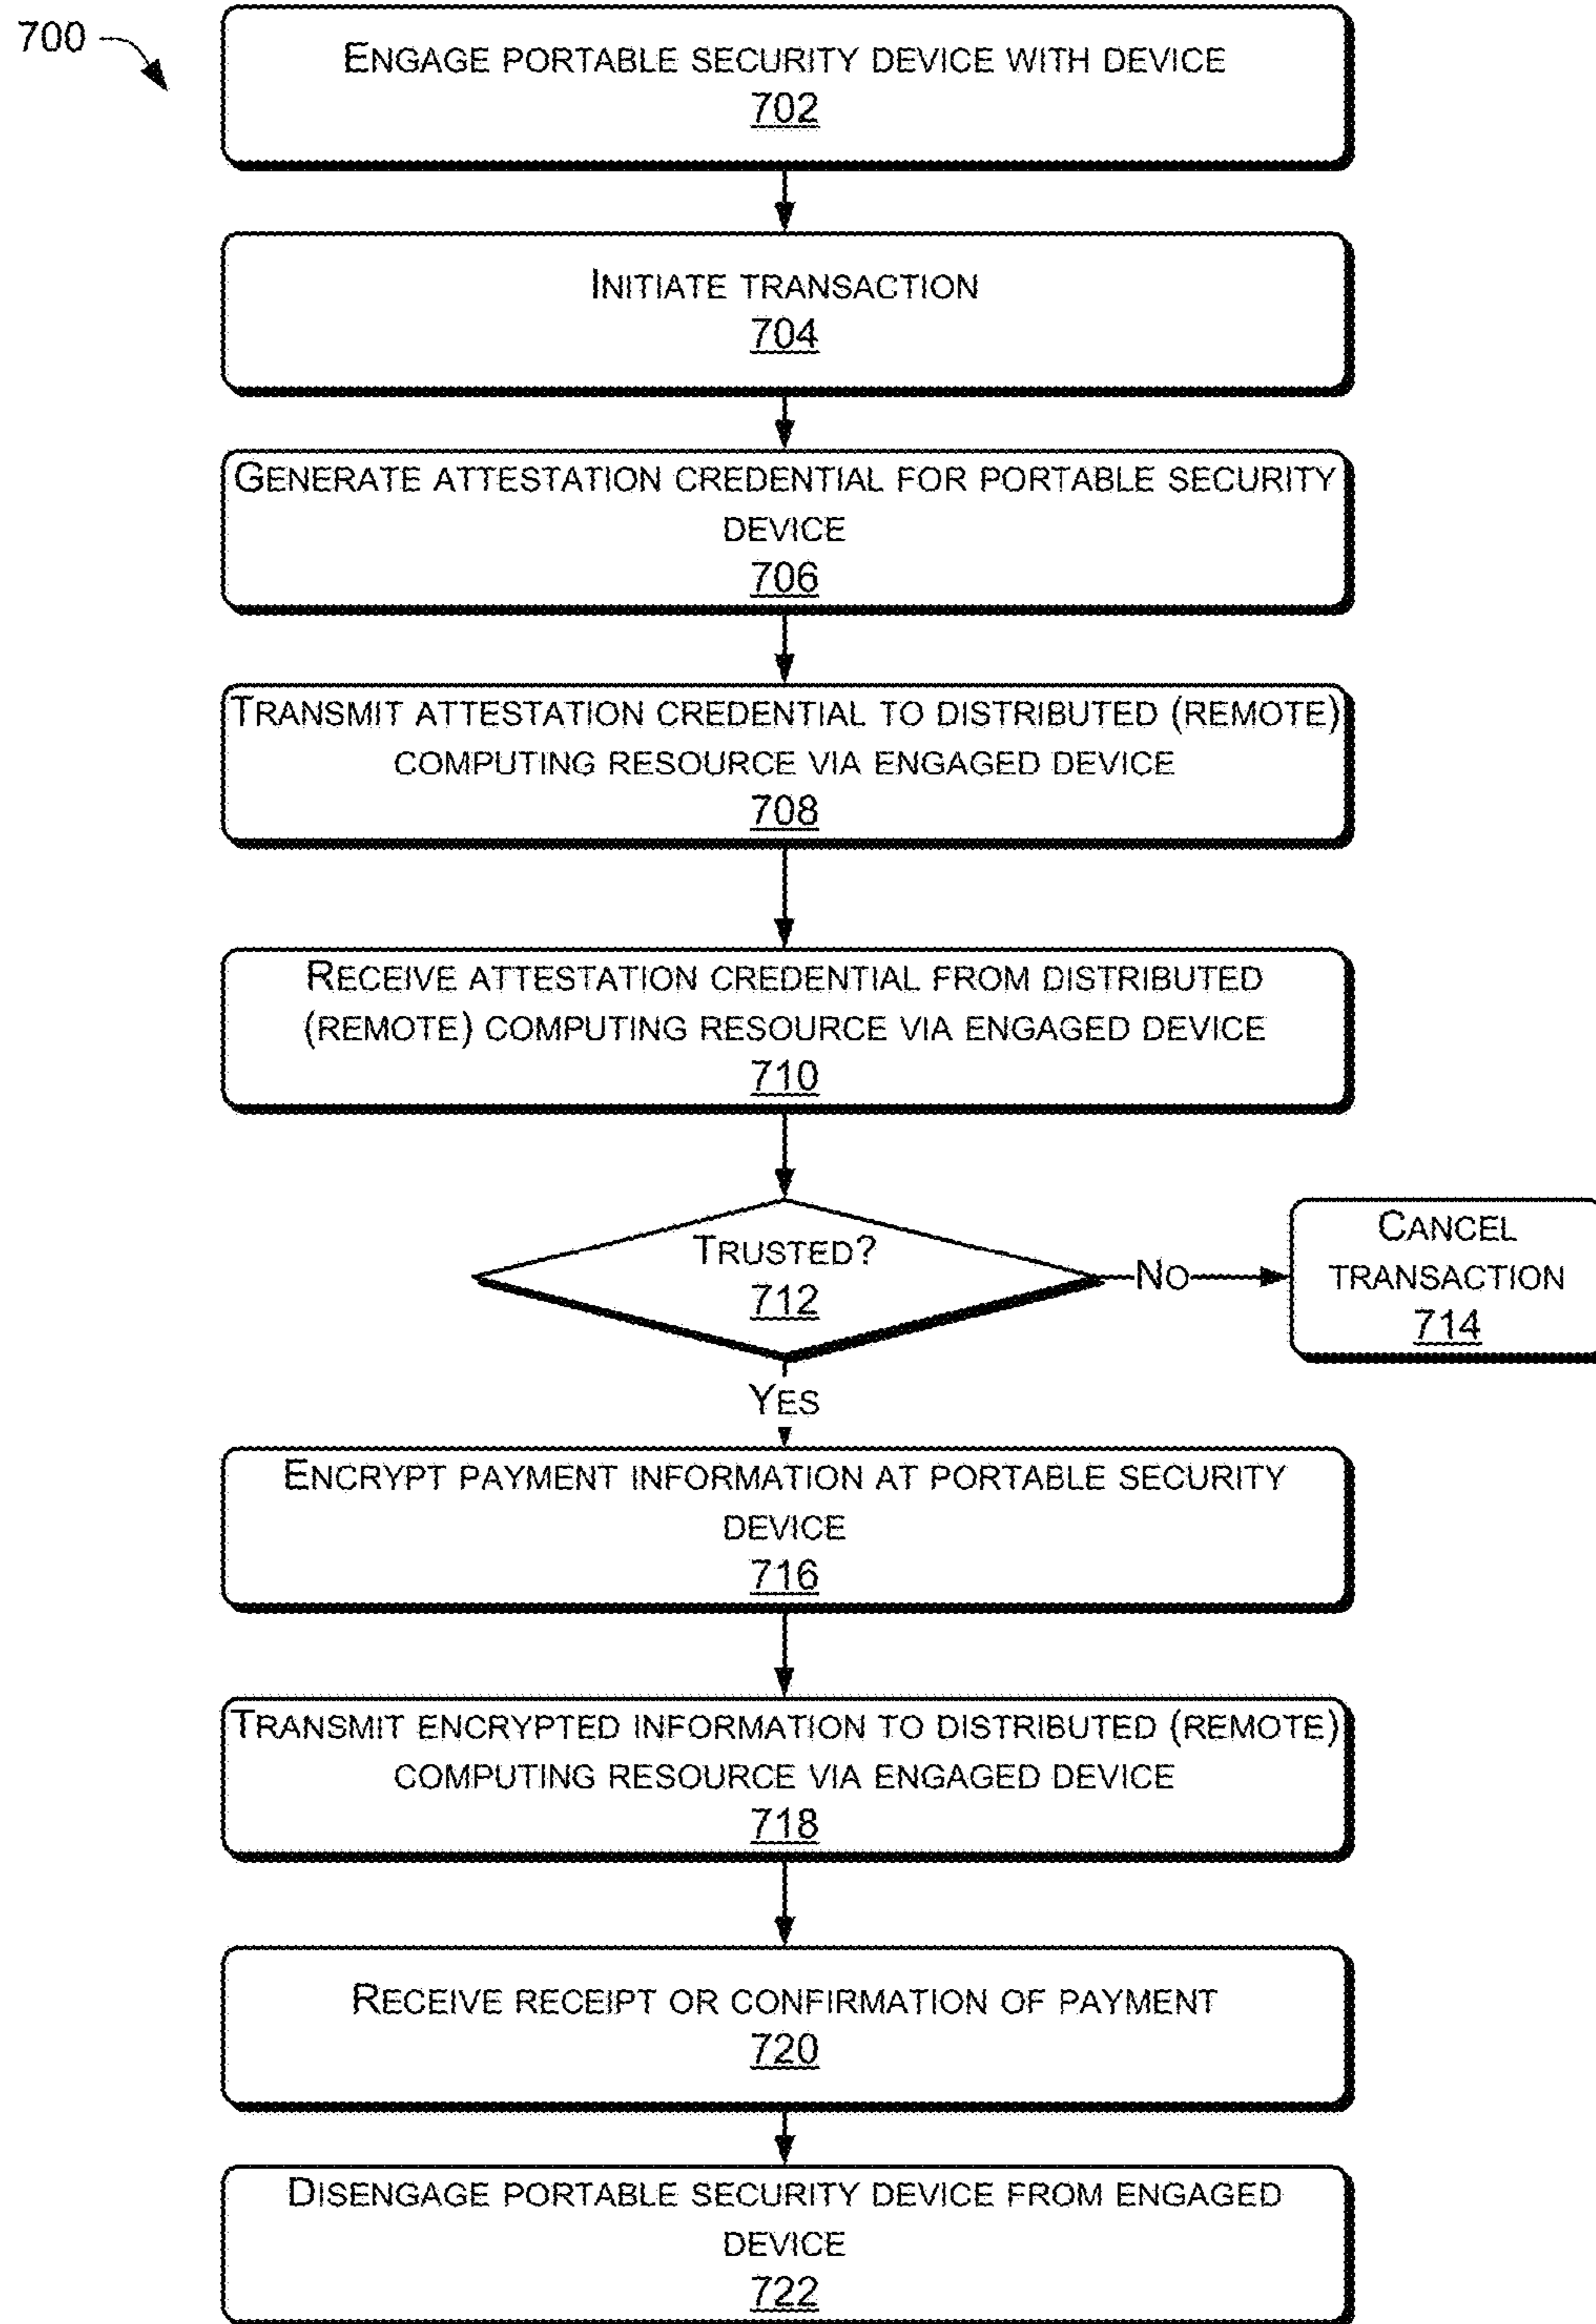 700
ENGAGE PORTABLE SECURITY DEVICE WITH DEVICE
702
INITIATE TRANSACTION
704
GENERATE ATTESTATION CREDENTIAL FOR PORTABLE SECURITY
DEVICE
706
TRANSMIT ATTESTATION CREDENTIAL TO DISTRIBUTED (REMOTE)
COMPUTING RESOURCE VIA ENGAGED DEVICE
708
RECEIVE ATTESTATION CREDENTIAL FROM DISTRIBUTED
(REMOTE) COMPUTING RESOURCE VIA ENGAGED DEVICE
710
TRUSTED?
712
NO
CANCEL
TRANSACTION
714
YES
ENCRYPT PAYMENT INFORMATION AT PORTABLE SECURITY
DEVICE
716
TRANSMIT ENCRYPTED INFORMATION TO DISTRIBUTED (REMOTE)
COMPUTING RESOURCE VIA ENGAGED DEVICE
718
RECEIVE RECEIPT OR CONFIRMATION OF PAYMENT
720
DISENGAGE PORTABLE SECURITY DEVICE FROM ENGAGED
DEVICE
722